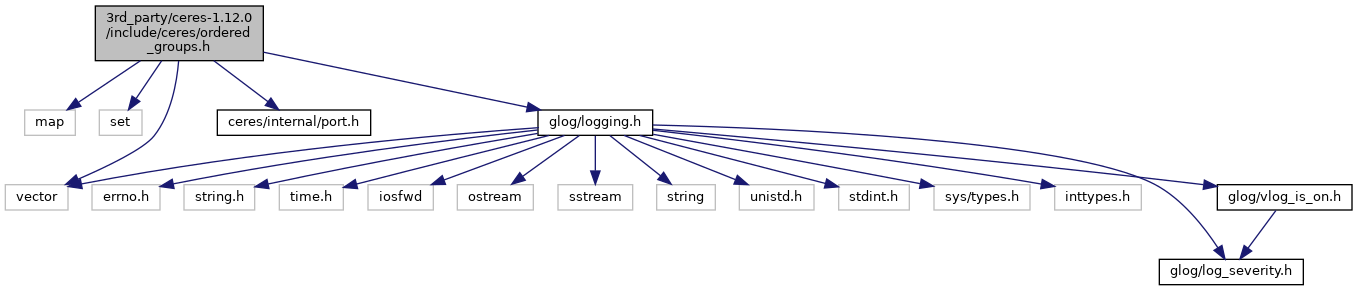 3rd_party/ceres-1.12.0
/include/ceres/ordered
_groups.h
map
set
ceres/internal/port.h
glog/logging.h
vector
errno.h
string.h
time.h
iosfwd
ostream
sstream
string
unistd.h
stdint.h
sys/types.h
inttypes.h
glog/vlog_is_on.h
glog/log_severity.h